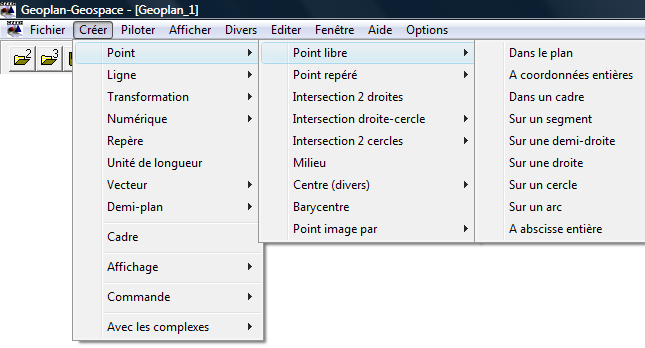 Geoplan-Geospace - [Geoplan_1]
Fichier Créer Piloter Afficher Divers Editer Fenêtre Aide Options
2 3
Point
Ligne
Transformation
Numérique
Repère
Unité de longueur
Vecteur
Demi-plan
Cadre
Affichage
Commande
Avec les complexes
Point libre
Point repéré
Intersection 2 droites
Intersection droite-cercle
Intersection 2 cercles
Milieu
Centre (divers)
Barycentre
Point image par
Dans le plan
A coordonnées entières
Dans un cadre
Sur un segment
Sur une demi-droite
Sur une droite
Sur un cercle
Sur un arc
A abscisse entière